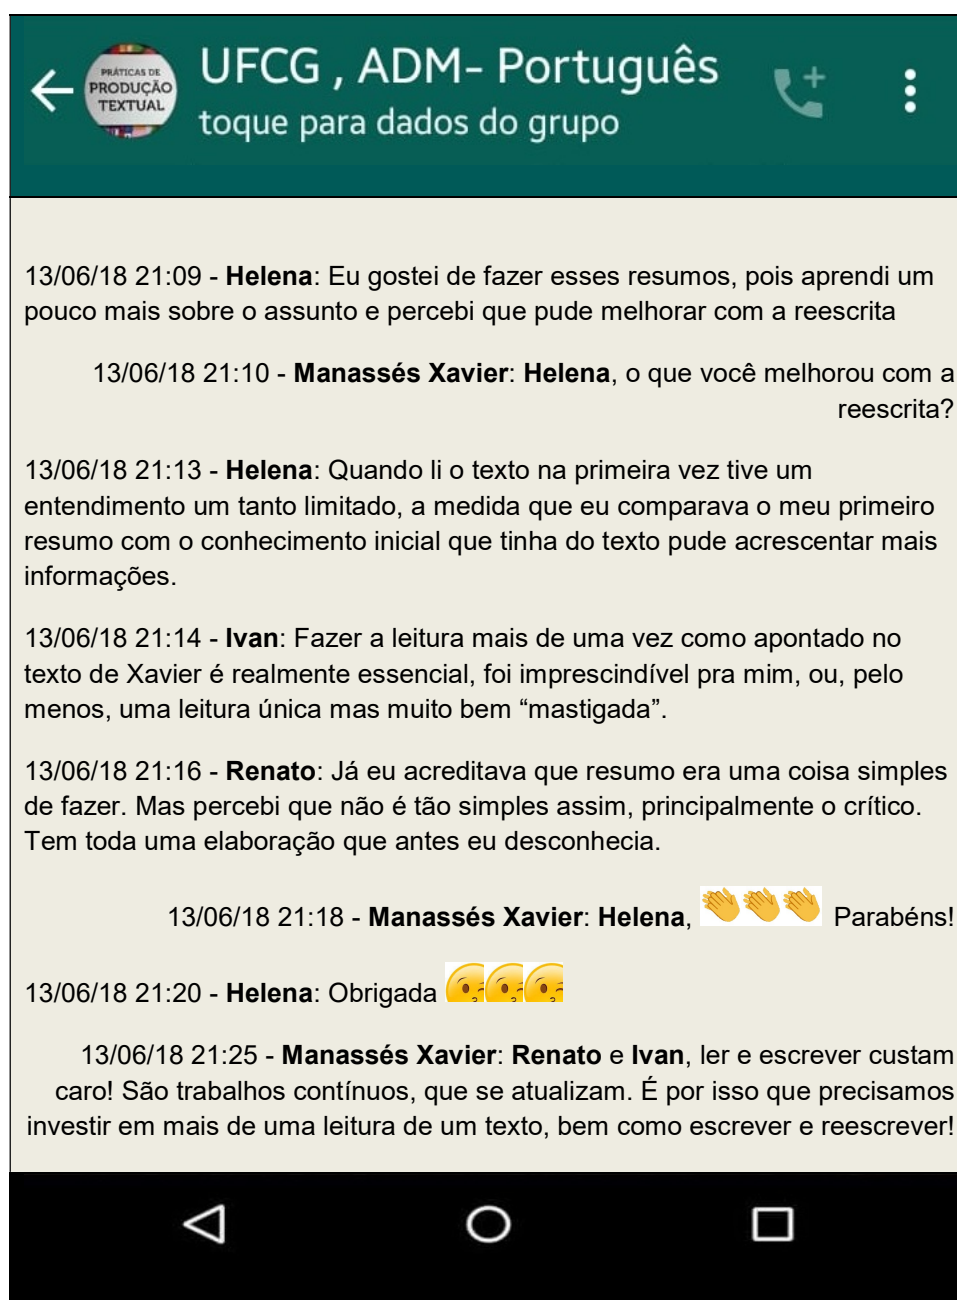 PRÁTICAS DE
PRODUÇÃO
TEXTUAL
UFCG , ADM- Português
toque para dados do grupo
13/06/18 21:09 - Helena: Eu gostei de fazer esses resumos, pois aprendi um
pouco mais sobre o assunto e percebi que pude melhorar com a reescrita
13/06/18 21:10 - Manassés Xavier: Helena, o que você melhorou com a
reescrita?
13/06/18 21:13 - Helena: Quando li o texto na primeira vez tive um
entendimento um tanto limitado, a medida que eu comparava o meu primeiro
resumo com o conhecimento inicial que tinha do texto pude acrescentar mais
informações.
13/06/18 21:14 - Ivan: Fazer a leitura mais de uma vez como apontado no
texto de Xavier é realmente essencial, foi imprescindível pra mim, ou, pelo
menos, uma leitura única mas muito bem “mastigada”.
13/06/18 21:16 - Renato: Já eu acreditava que resumo era uma coisa simples
de fazer. Mas percebi que não é tão simples assim, principalmente o crítico.
Tem toda uma elaboração que antes eu desconhecia.
13/06/18 21:18 - Manassés Xavier: Helena, 👏👏👏 Parabéns!
13/06/18 21:20 - Helena: Obrigada 😘😘😘
13/06/18 21:25 - Manassés Xavier: Renato e Ivan, ler e escrever custam
caro! São trabalhos contínuos, que se atualizam. É por isso que precisamos
investir em mais de uma leitura de um texto, bem como escrever e reescrever!